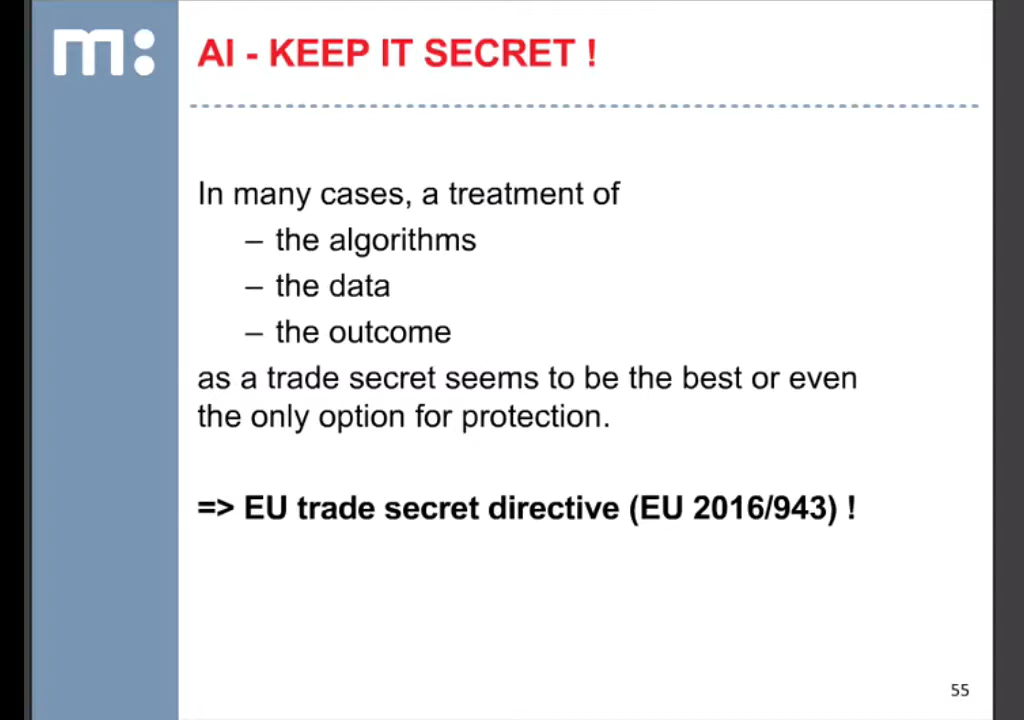 m:
AI - KEEP IT SECRET !
In many cases, a treatment of
– the algorithms
– the data
– the outcome
as a trade secret seems to be the best or even
the only option for protection.
=> EU trade secret directive (EU 2016/943) !
55